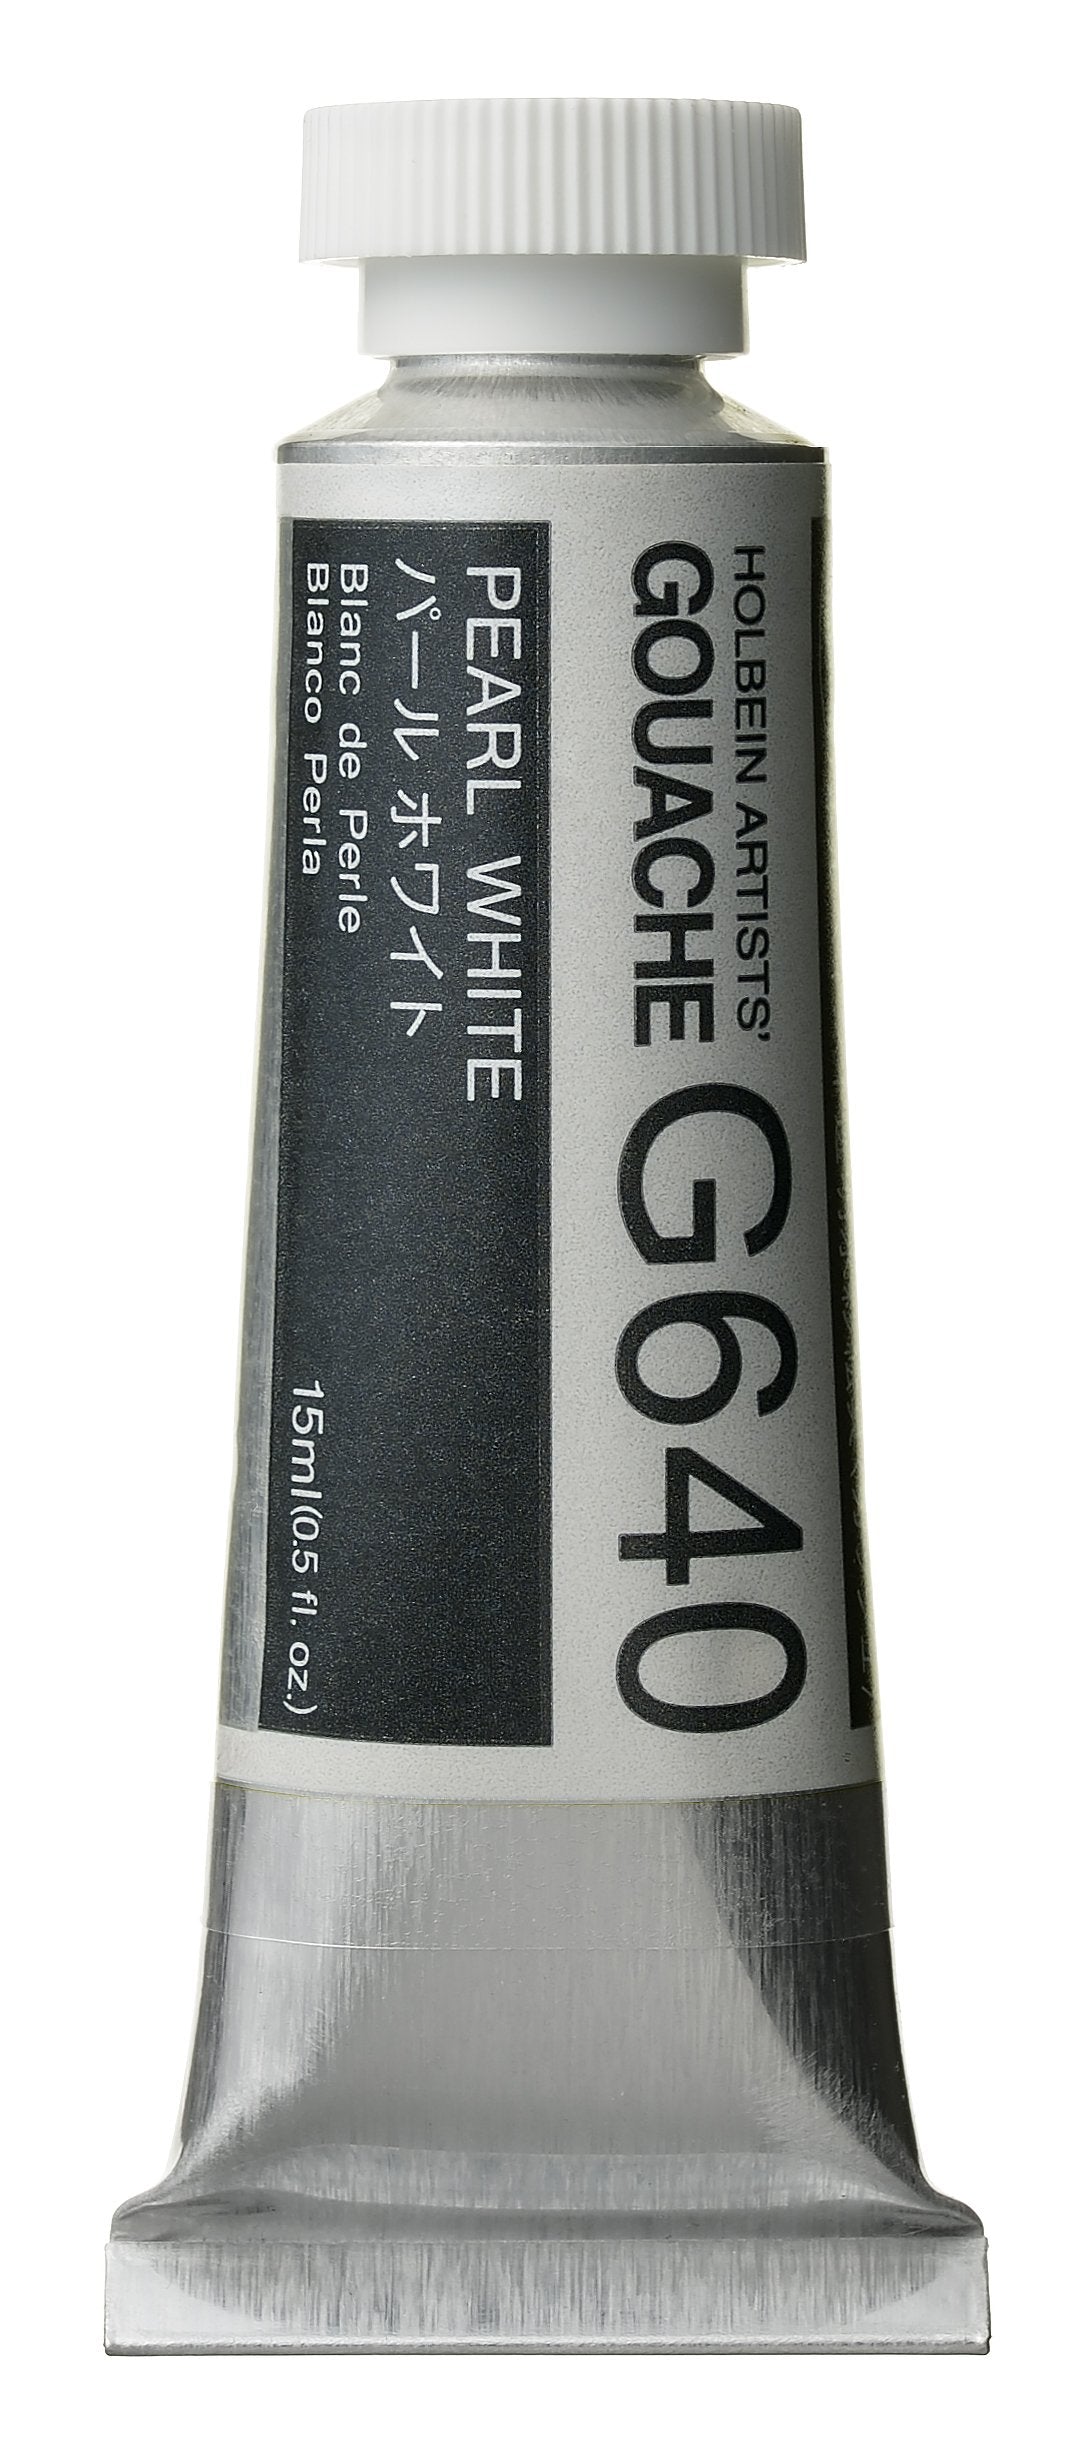 HOLBEIN ARTISTS'
GOUACHE G640
PEARL WHITE
パール ホワイト
Blanc de Perle
Blanco Perla
15ml(0.5 fl. oz.)